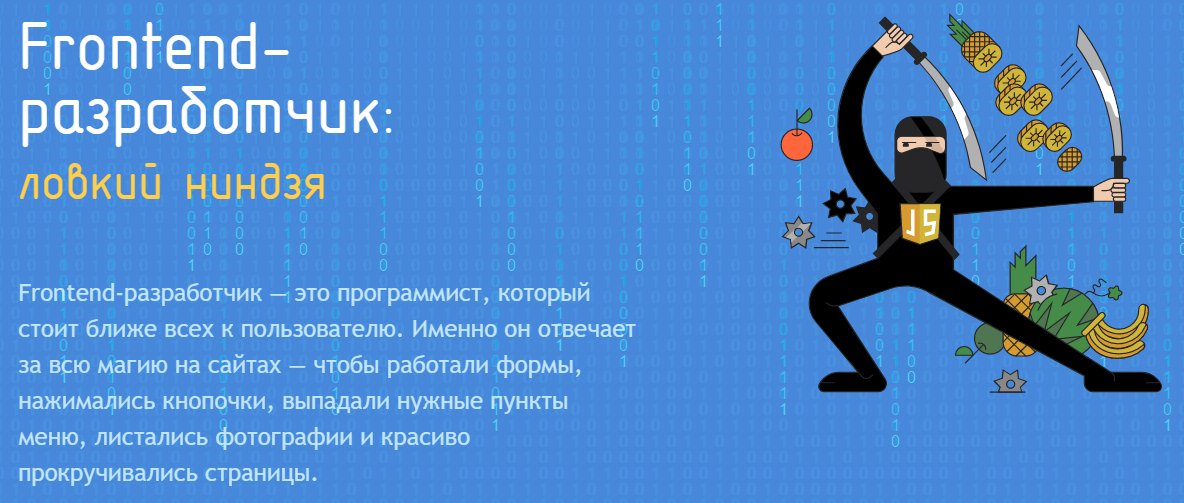 Frontend-
разработчик:
ловкий ниндзя
Frontend-разработчик — это программист, который
стоит ближе всех к пользователю. Именно он отвечает
за всю магию на сайтах — чтобы работали формы,
нажимались кнопочки, выпадали нужные пункты
меню, листались фотографии и красиво
прокручивались страницы.
JS